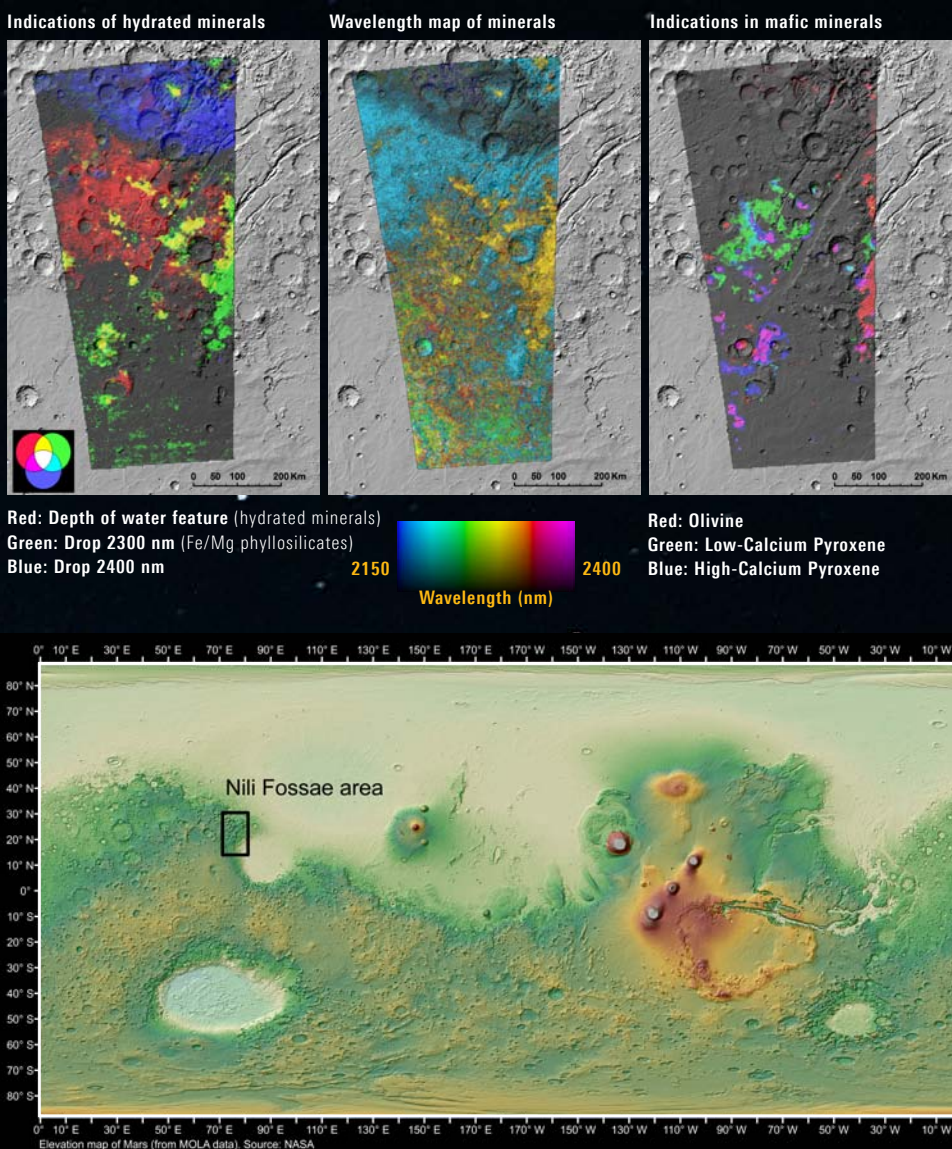 Indications of hydrated minerals
Wavelength map of minerals
Indications in mafic minerals
0 50 100 200 Km
0 50 100 200 Km
0 50 100 200 Km
Red: Depth of water feature (hydrated minerals)
Green: Drop 2300 nm (Fe/Mg phyllosilicates)
Blue: Drop 2400 nm
2150 2400
Wavelength (nm)
Red: Olivine
Green: Low-Calcium Pyroxene
Blue: High-Calcium Pyroxene
0° 10° E 30° E 50° E 70° E 90° E 110° E 130° E 150° E 170° E 170° W 150° W 130° W 110° W 90° W 70° W 50° W 30° W 10° W
80° N
70° N
60° N
50° N
40° N
30° N
20° N
10° N
0°
10° S
20° S
30° S
40° S
50° S
60° S
70° S
80° S
Nili Fossae area
0° 10° E 30° E 50° E 70° E 90° E 110° E 130° E 150° E 170° E 170° W 150° W 130° W 110° W 90° W 70° W 50° W 30° W 10° W
Elevation map of Mars (from MOLA data). Source: NASA